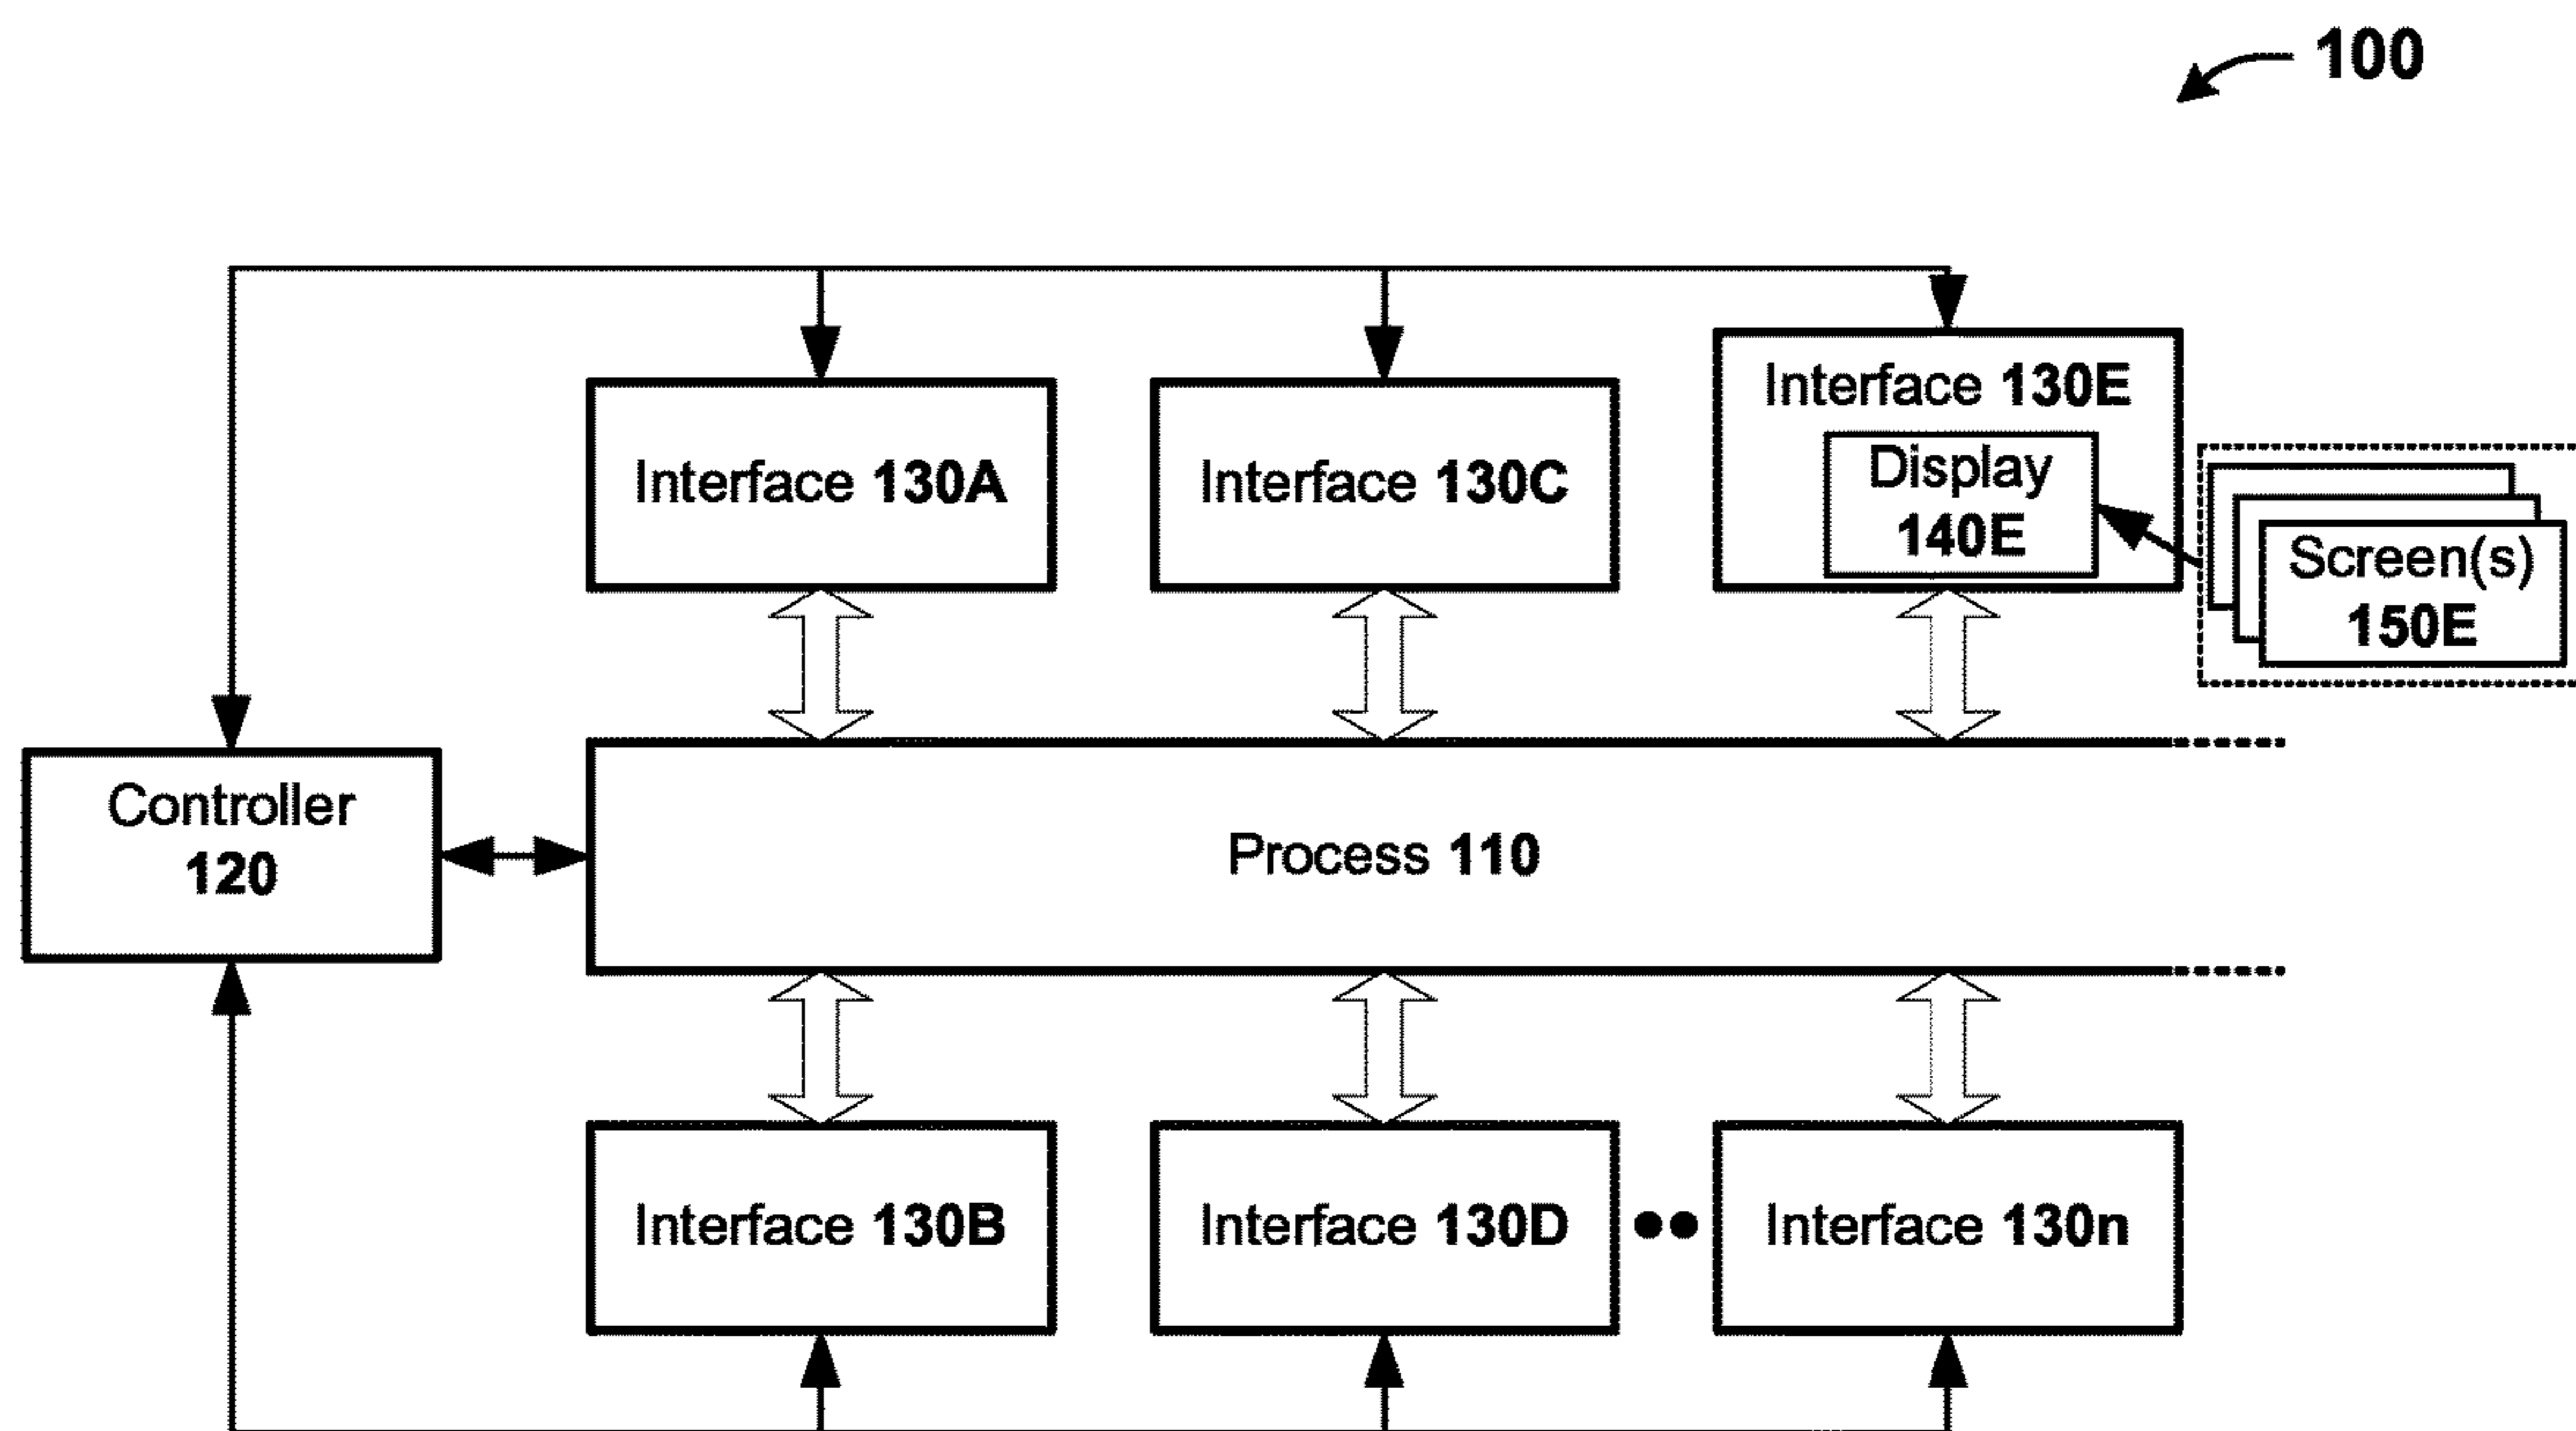 100
Interface 130A
Interface 130C
Interface 130E
Display
140E
Screen(s)
150E
Controller
120
Process 110
Interface 130B
Interface 130D
Interface 130n